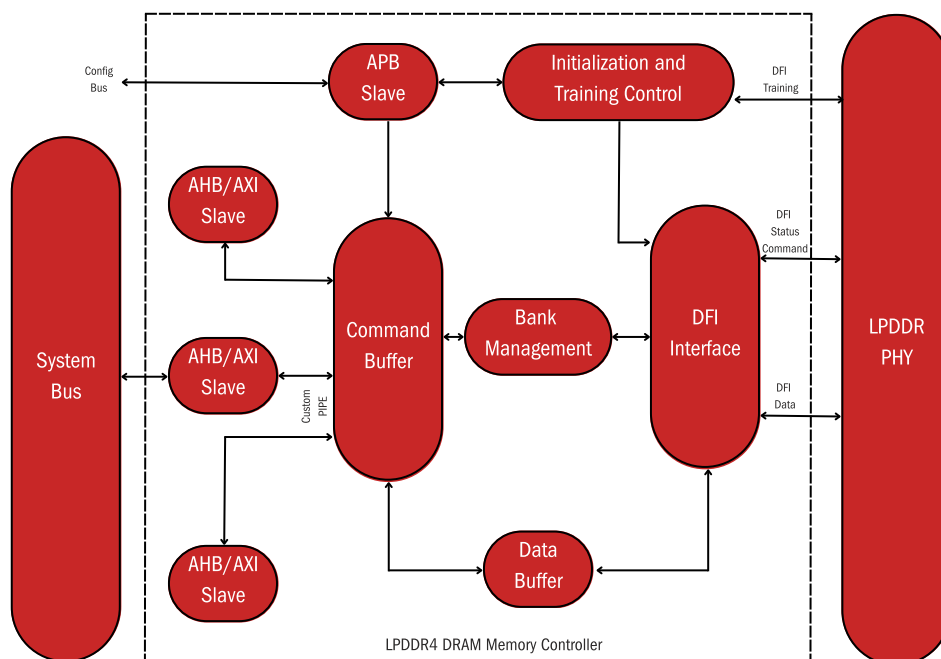 Config
Bus
APB
Slave
Initialization and
Training Control
DFI
Training
AHB/AXI
Slave
DFI
Status
Command
System
Bus
AHB/AXI
Slave
Custom
PIPE
Command
Buffer
Bank
Management
DFI
Interface
LPDDR
PHY
DFI
Data
AHB/AXI
Slave
Data
Buffer
LPDDR4 DRAM Memory Controller